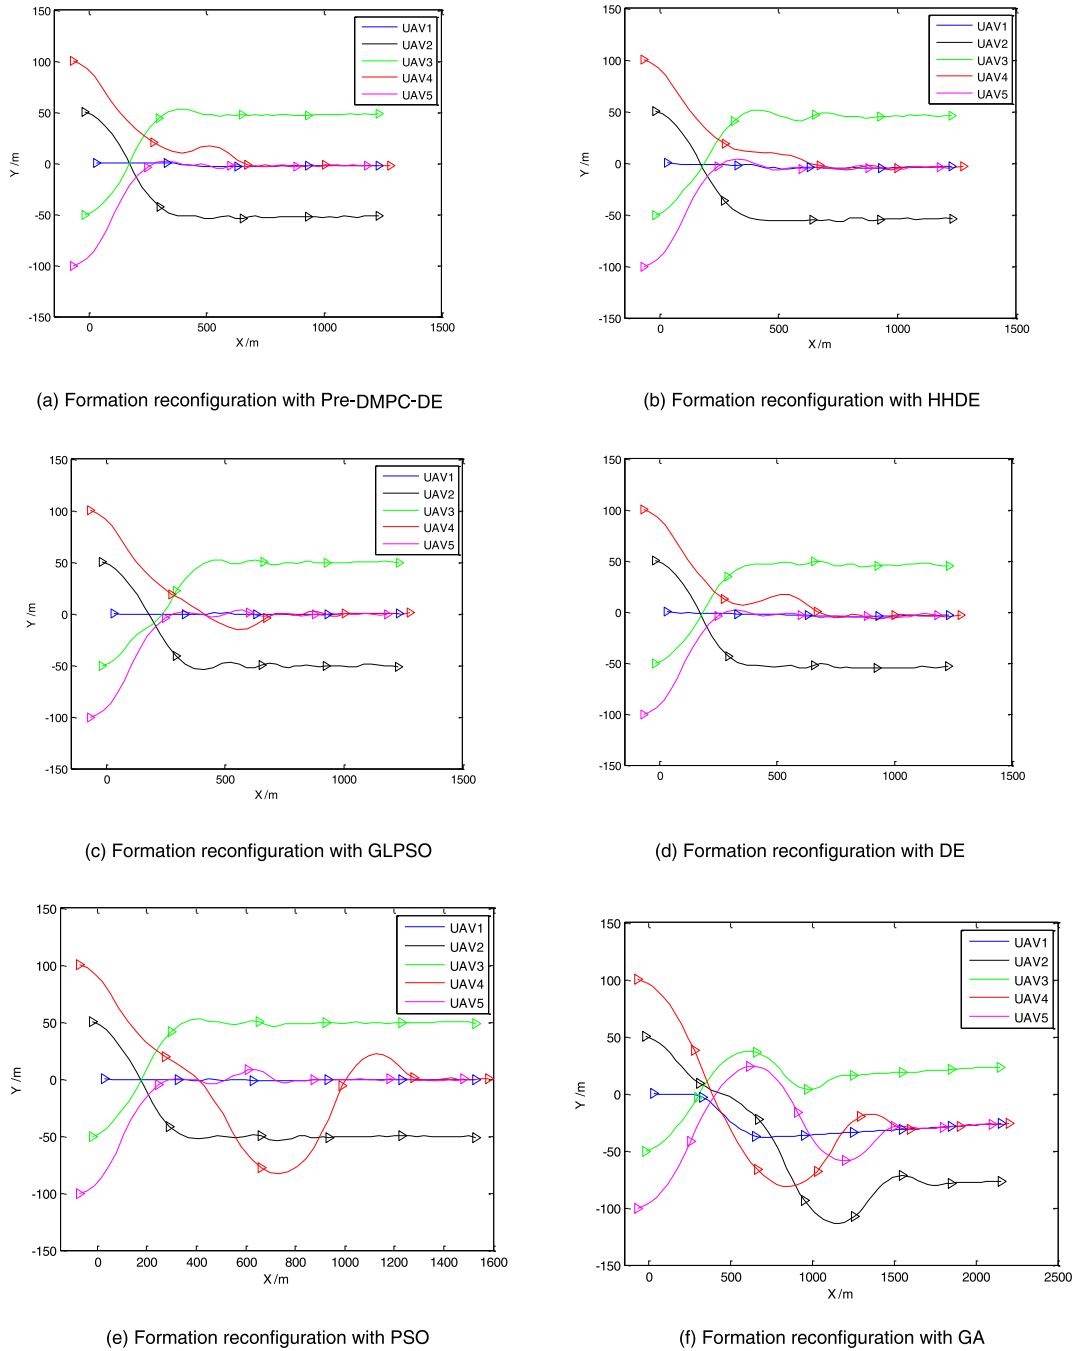 150
100
50
0
-50
-100
-150
Y /m
0
500
1000
1500
X /m
UAV1
UAV2
UAV3
UAV4
UAV5
(a) Formation reconfiguration with Pre-DMPC-DE
150
100
50
0
-50
-100
-150
Y /m
0
500
1000
1500
X /m
UAV1
UAV2
UAV3
UAV4
UAV5
(b) Formation reconfiguration with HHDE
150
100
50
0
-50
-100
-150
Y /m
0
500
1000
1500
X /m
UAV1
UAV2
UAV3
UAV4
UAV5
(c) Formation reconfiguration with GLPSO
150
100
50
0
-50
-100
-150
Y /m
0
500
1000
1500
X /m
(d) Formation reconfiguration with DE
150
100
50
0
-50
-100
-150
Y /m
0
200
400
600
800
1000
1200
1400
1600
X /m
UAV1
UAV2
UAV3
UAV4
UAV5
(e) Formation reconfiguration with PSO
150
100
50
0
-50
-100
-150
Y /m
0
500
1000
1500
2000
2500
X /m
UAV1
UAV2
UAV3
UAV4
UAV5
(f) Formation reconfiguration with GA